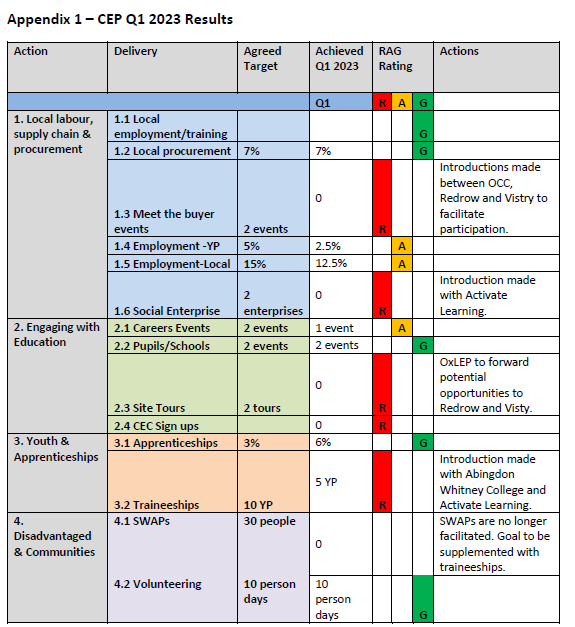 Appendix 1 – CEP Q1 2023 Results
Action Delivery Agreed Target Achieved Q1 2023 RAG Rating Actions
Q1 R A G
1. Local labour, supply chain & procurement
1.1 Local employment/training G
1.2 Local procurement 7% 7% G
1.3 Meet the buyer events 2 events 0 R Introductions made between OCC, Redrow and Vistry to facilitate participation.
1.4 Employment -YP 5% 2.5% A
1.5 Employment-Local 15% 12.5% A
1.6 Social Enterprise 2 enterprises 0 R Introduction made with Activate Learning.
2. Engaging with Education
2.1 Careers Events 2 events 1 event A
2.2 Pupils/Schools 2 events 2 events G
2.3 Site Tours 2 tours 0 R OxLEP to forward potential opportunities to Redrow and Visty.
2.4 CEC Sign ups 0 R
3. Youth & Apprenticeships
3.1 Apprenticeships 3% 6% G
3.2 Traineeships 10 YP 5 YP R Introduction made with Abingdon Whitney College and Activate Learning.
4. Disadvantaged & Communities
4.1 SWAPs 30 people 0 SWAPs are no longer facilitated. Goal to be supplemented with traineeships.
4.2 Volunteering 10 person days 10 person days G